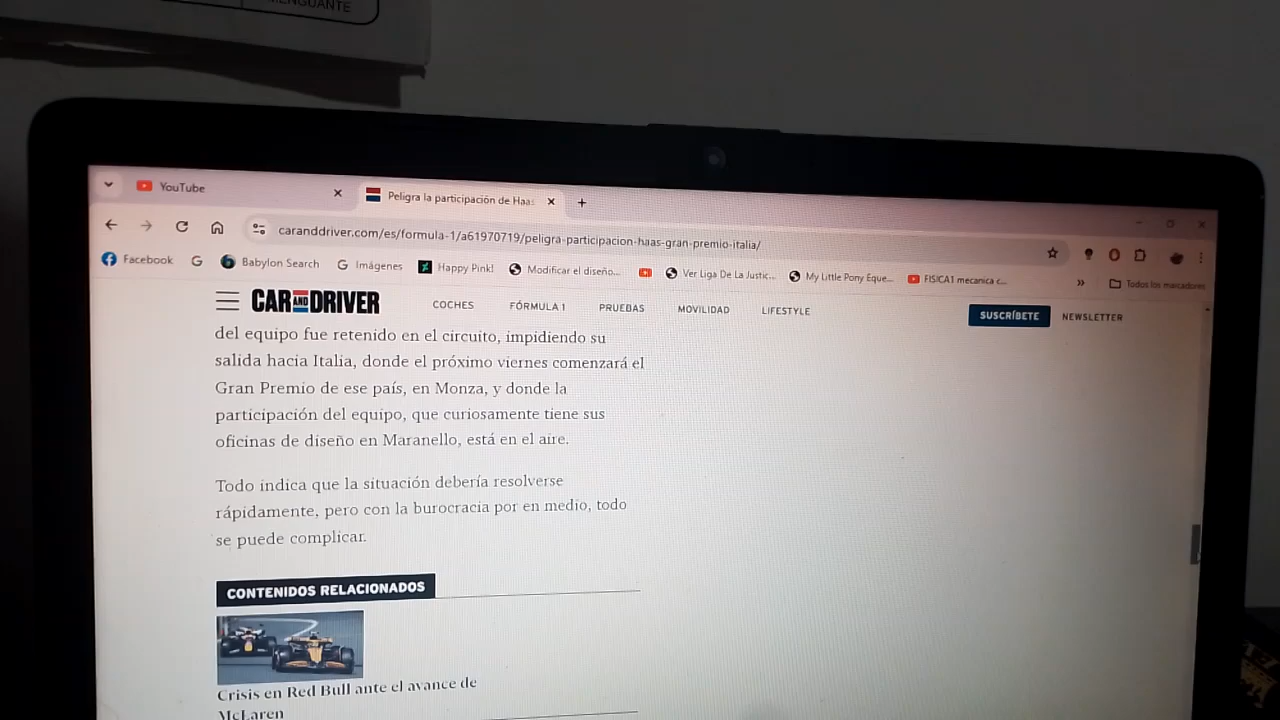 MENGUANTE
YouTube
Peligra la participación de Haas
caranddriver.com/es/formula-1/a61970719/peligra-participacion-haas-gran-premio-italia/
Facebook
Babylon Search
Imágenes
Happy Pink!
Modificar el diseño...
Ver Liga De La Justic...
My Little Pony Eque...
FISICA1 mecanica c...
»
Todos los marcadores
CAR AND DRIVER
COCHES
FÓRMULA 1
PRUEBAS
MOVILIDAD
LIFESTYLE
SUSCRÍBETE
NEWSLETTER
del equipo fue retenido en el circuito, impidiendo su
salida hacia Italia, donde el próximo viernes comenzará el
Gran Premio de ese país, en Monza, y donde la
participación del equipo, que curiosamente tiene sus
oficinas de diseño en Maranello, está en el aire.
Todo indica que la situación debería resolverse
rápidamente, pero con la burocracia por en medio, todo
se puede complicar.
CONTENIDOS RELACIONADOS
Crisis en Red Bull ante el avance de
McLaren